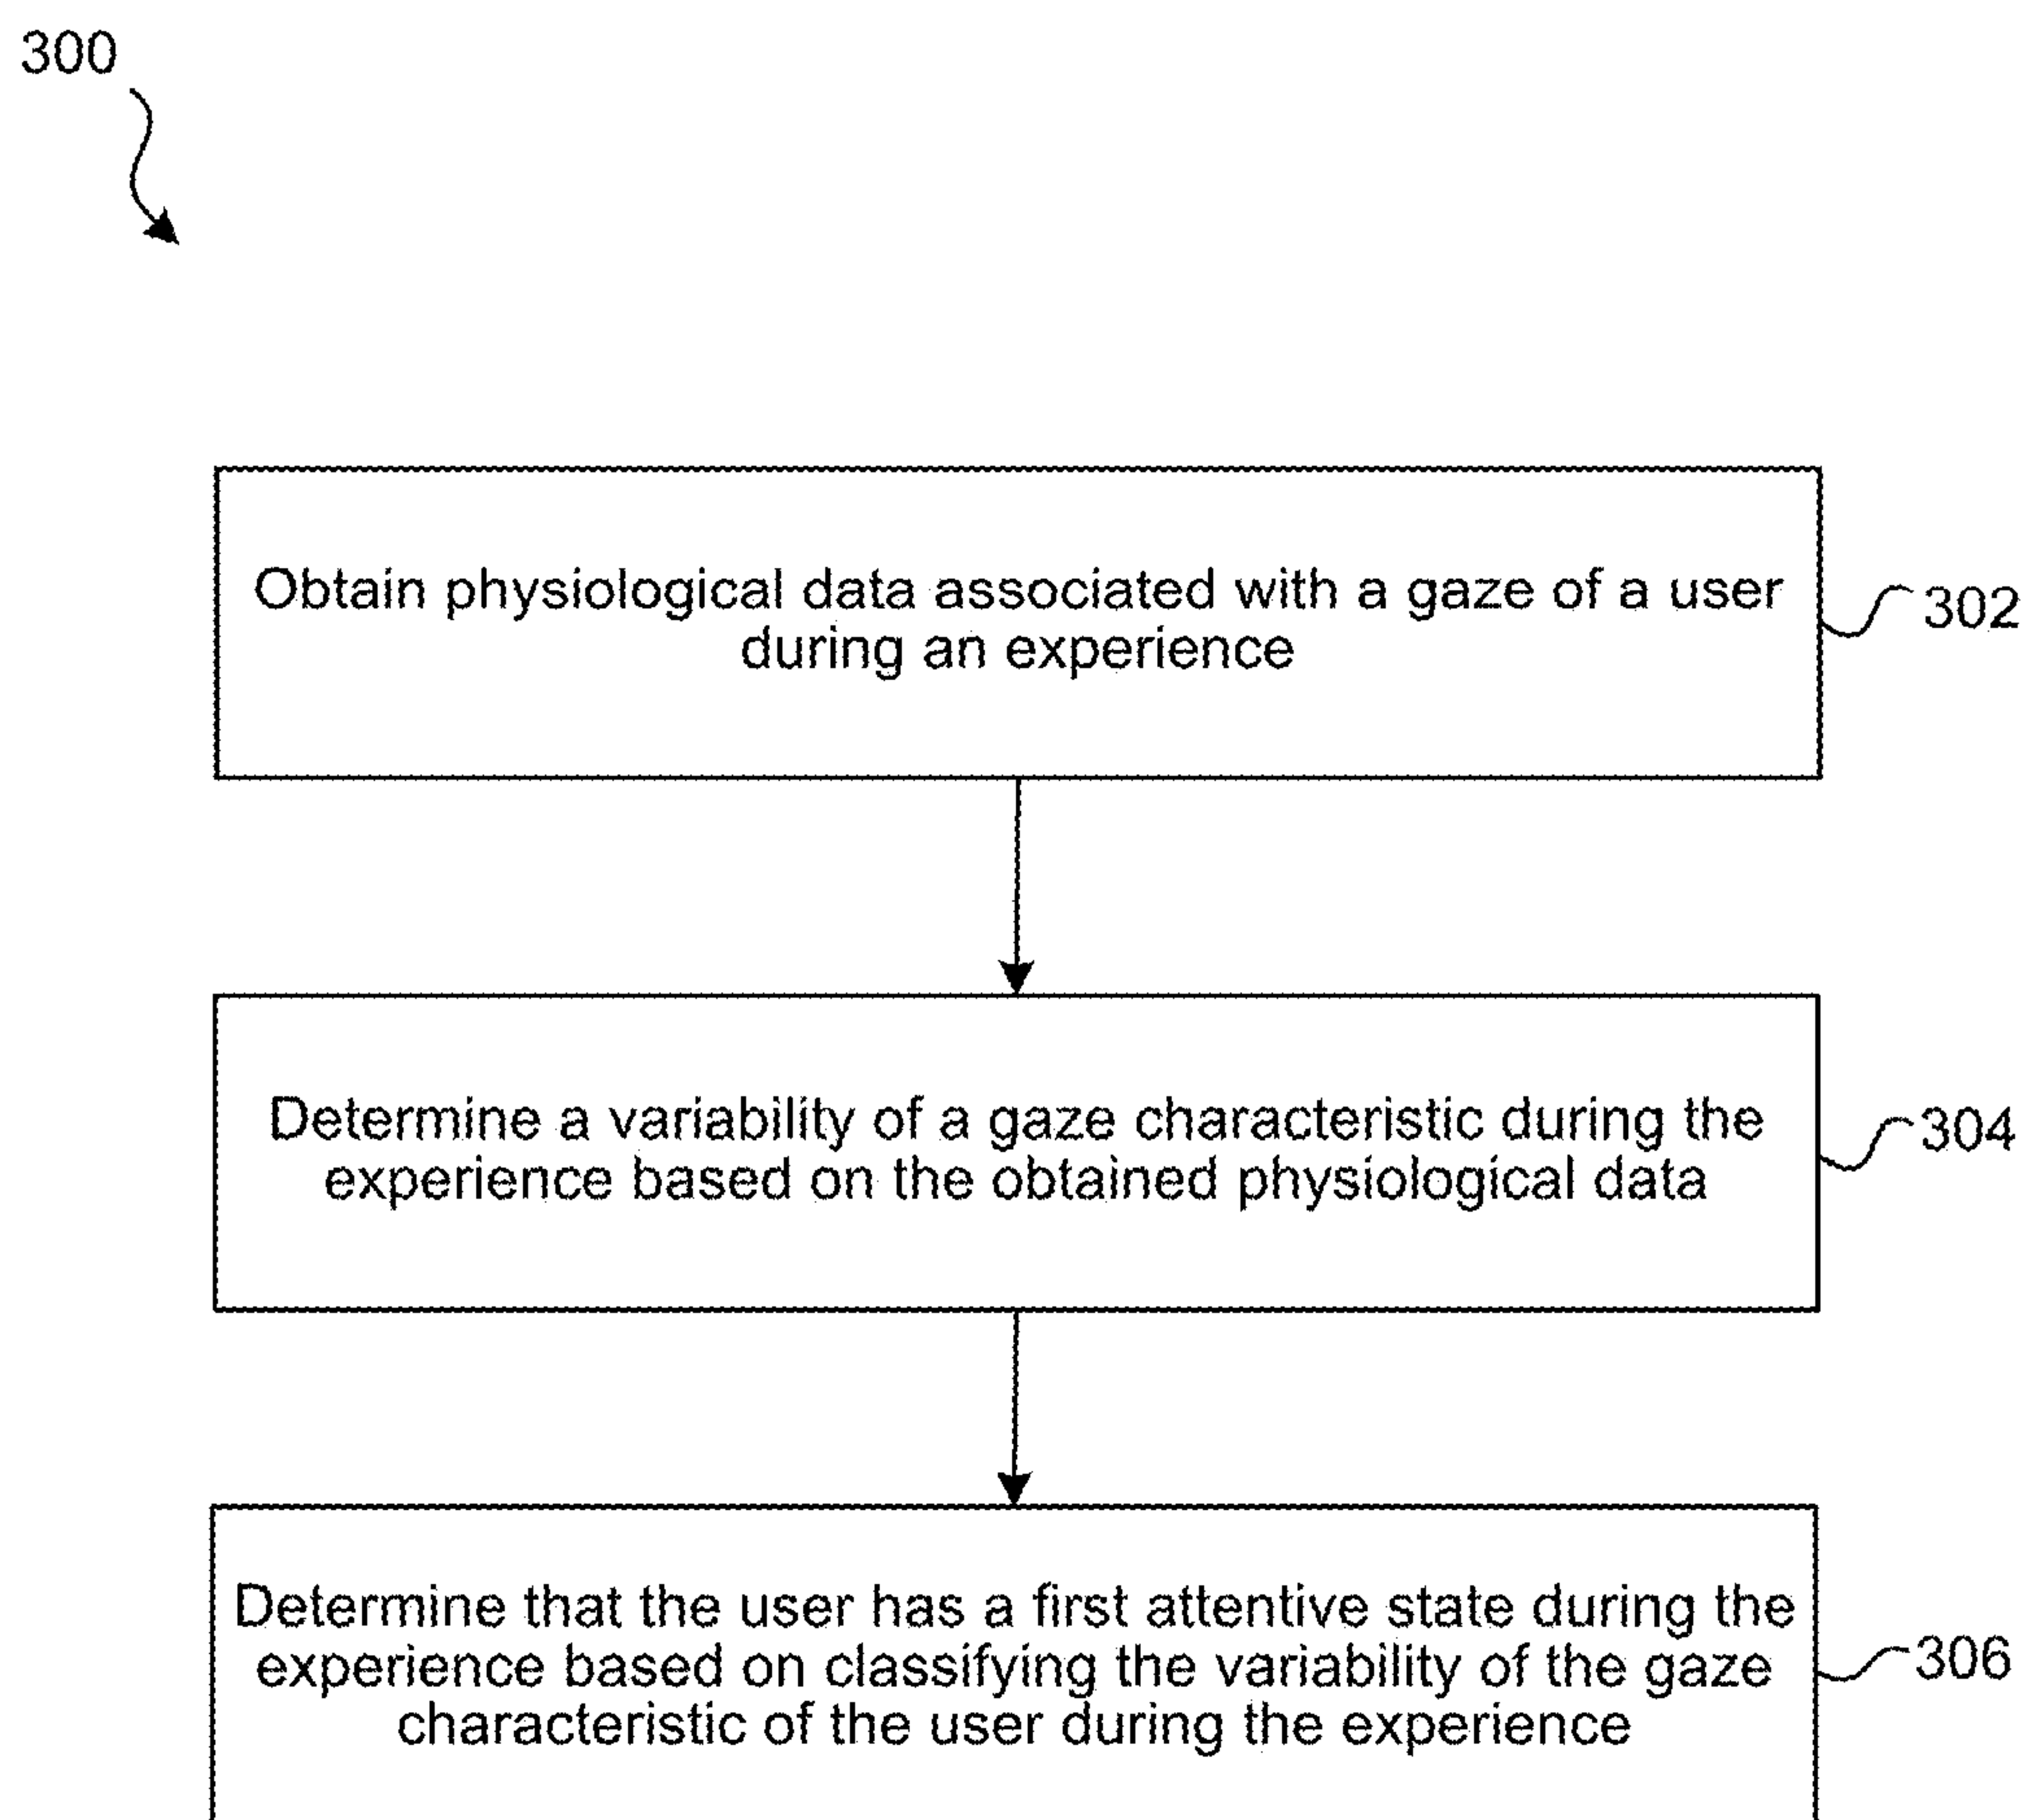 300
Obtain physiological data associated with a gaze of a user
during an experience
302
Determine a variability of a gaze characteristic during the
experience based on the obtained physiological data
304
Determine that the user has a first attentive state during the
experience based on classifying the variability of the gaze
characteristic of the user during the experience
306